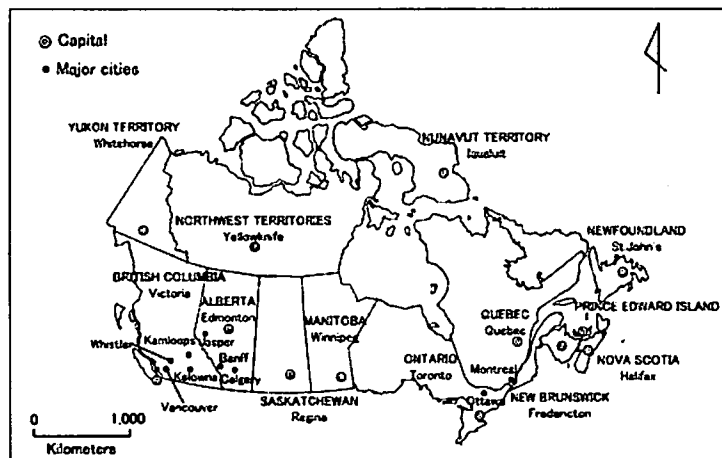 Capital
Major cities
YUKON TERRITORY
Whitehorse
NUNAVUT TERRITORY
Iqualuit
NORTHWEST TERRITORIES
Yellowknife
NEWFOUNDLAND
St John's
BRITISH COLUMBIA
Victoria
ALBERTA
Edmonton
MANITOBA
Winnipeg
QUEBEC
Quebec
PRINCE EDWARD ISLAND
Whistler
Kamloops
Jasper
Banff
Kelowna
Calgary
Vancouver
ONTARIO
Toronto
Montreal
Ottawa
NOVA SCOTIA
Halifax
SASKATCHEWAN
Regina
NEW BRUNSWICK
Fredericton
0 1,000
Kilometers